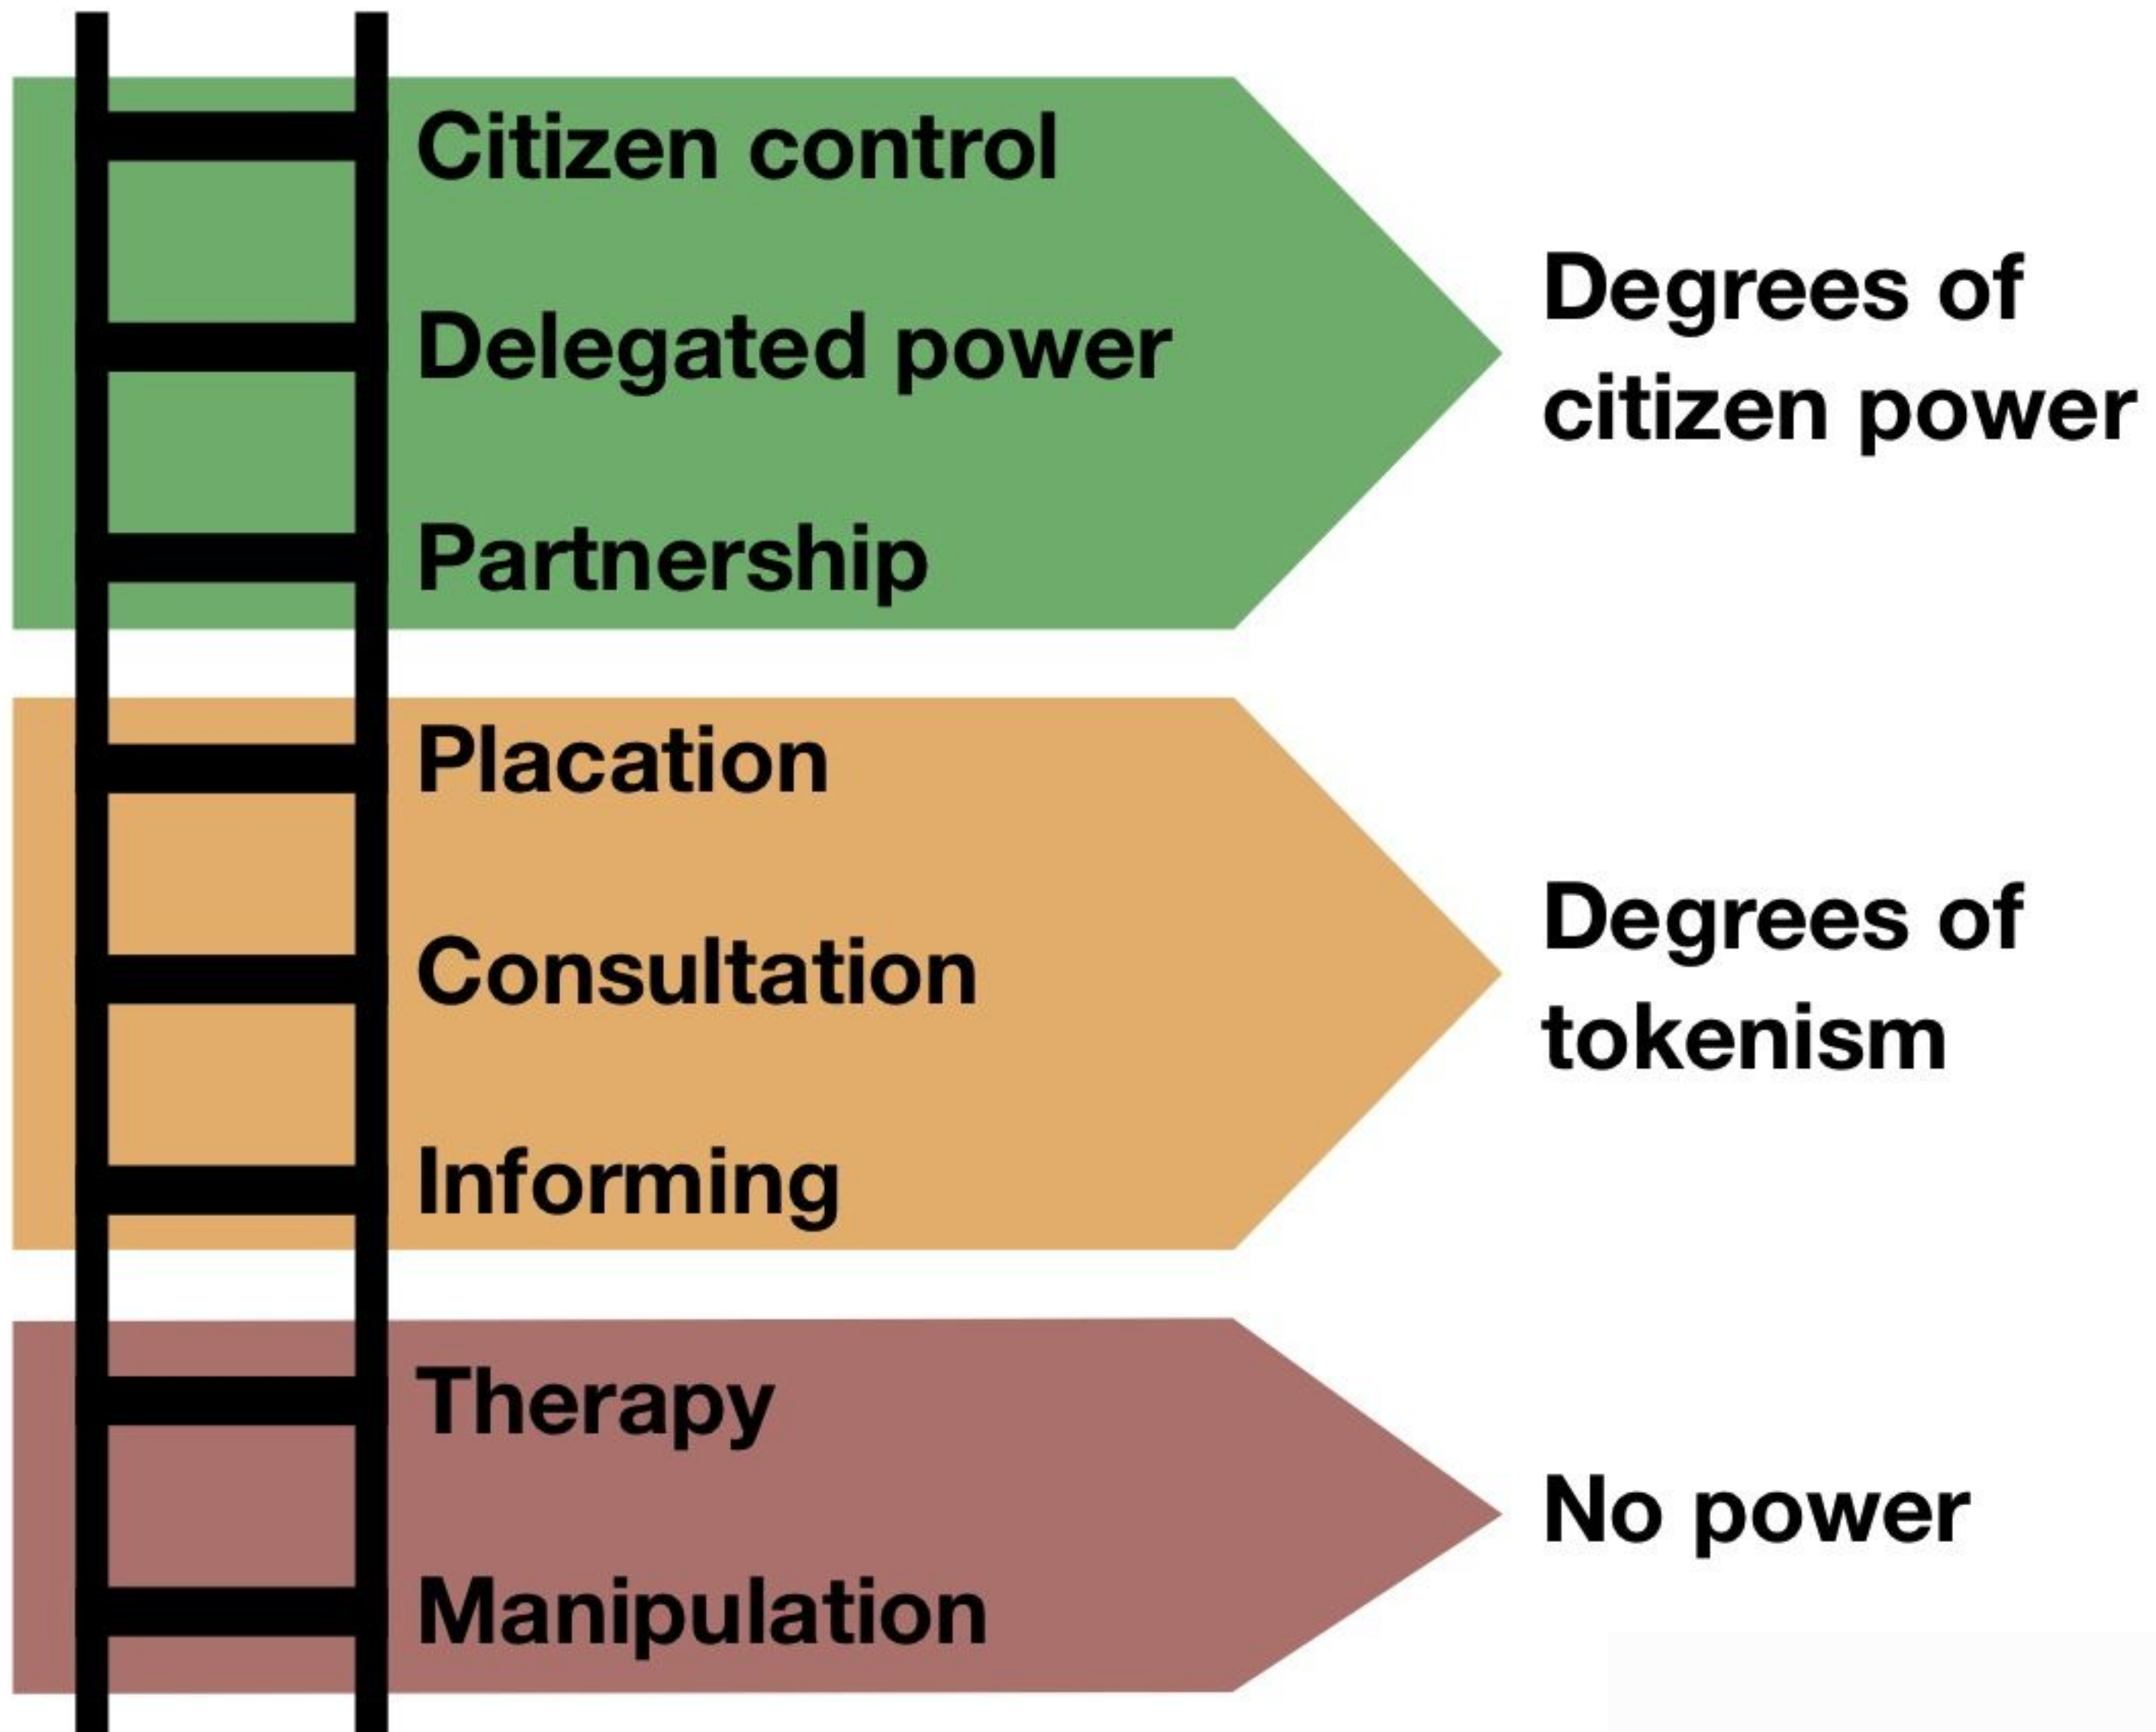 Citizen control
Delegated power
Partnership
Degrees of
citizen power
Placation
Consultation
Informing
Degrees of
tokenism
Therapy
Manipulation
No power